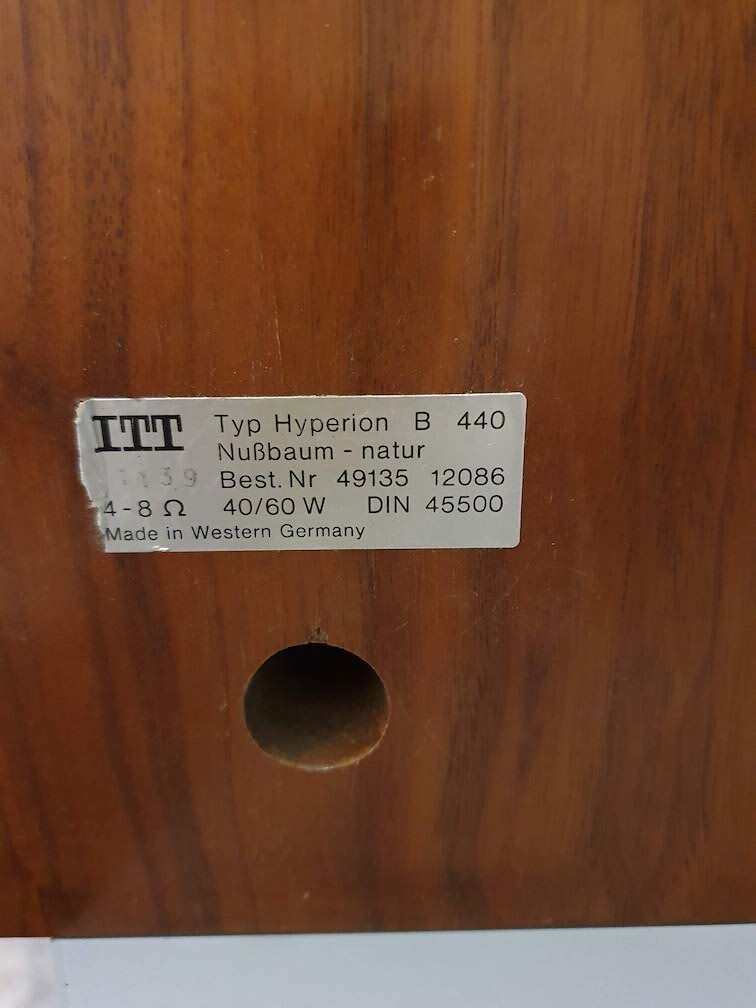 ITT Typ Hyperion B 440
Nußbaum - natur
Best. Nr 49135 12086
4-8 Ω 40/60 W DIN 45500
Made in Western Germany